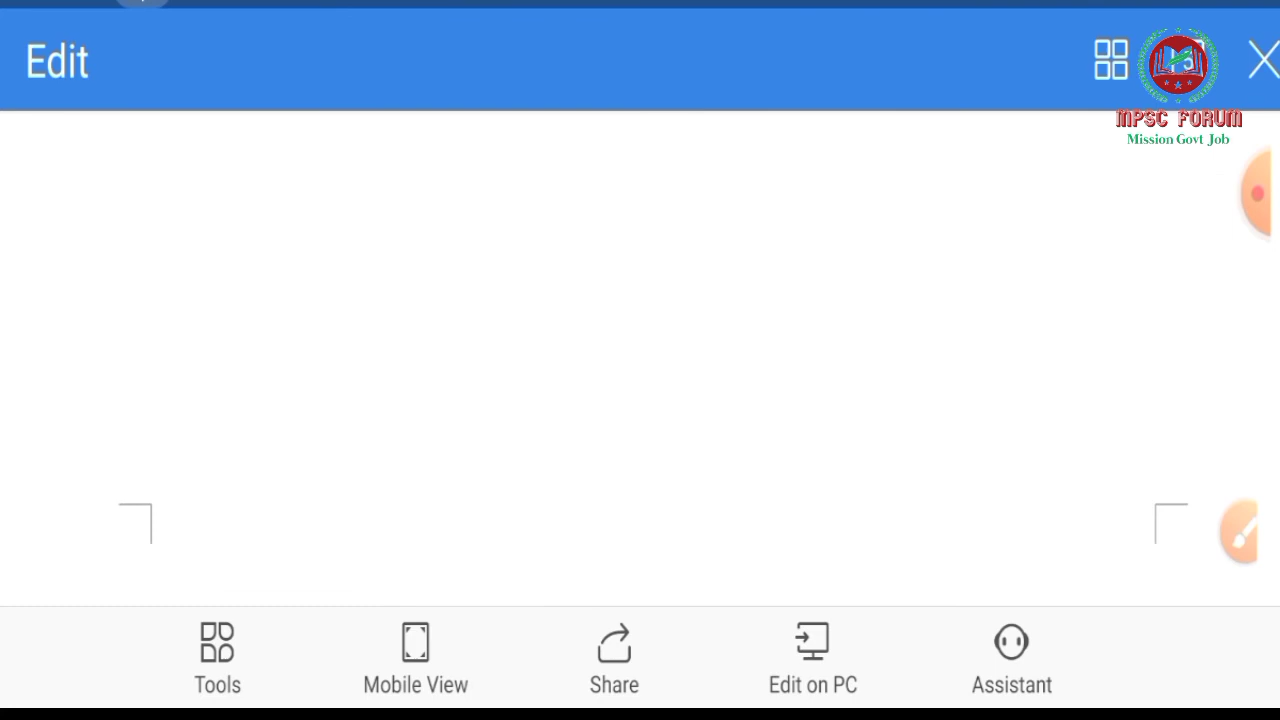 Edit
MPSC FORUM
Mission Govt Job
Tools
Mobile View
Share
Edit on PC
Assistant